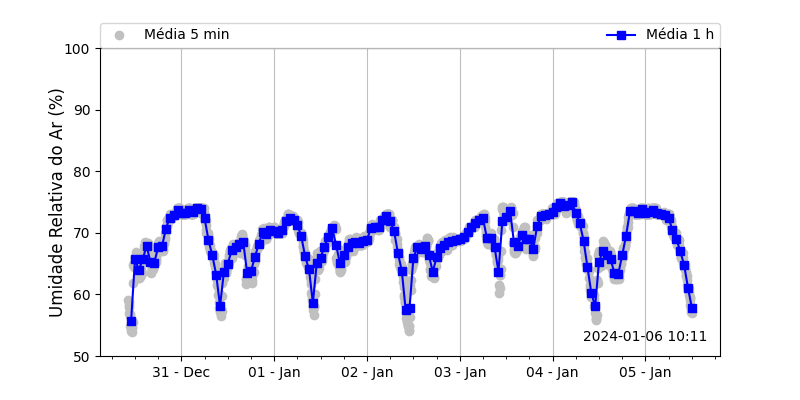 Média 5 min
Média 1 h
Umidade Relativa do Ar (%)
100
90
80
70
60
50
2024-01-06 10:11
31 - Dec
01 - Jan
02 - Jan
03 - Jan
04 - Jan
05 - Jan